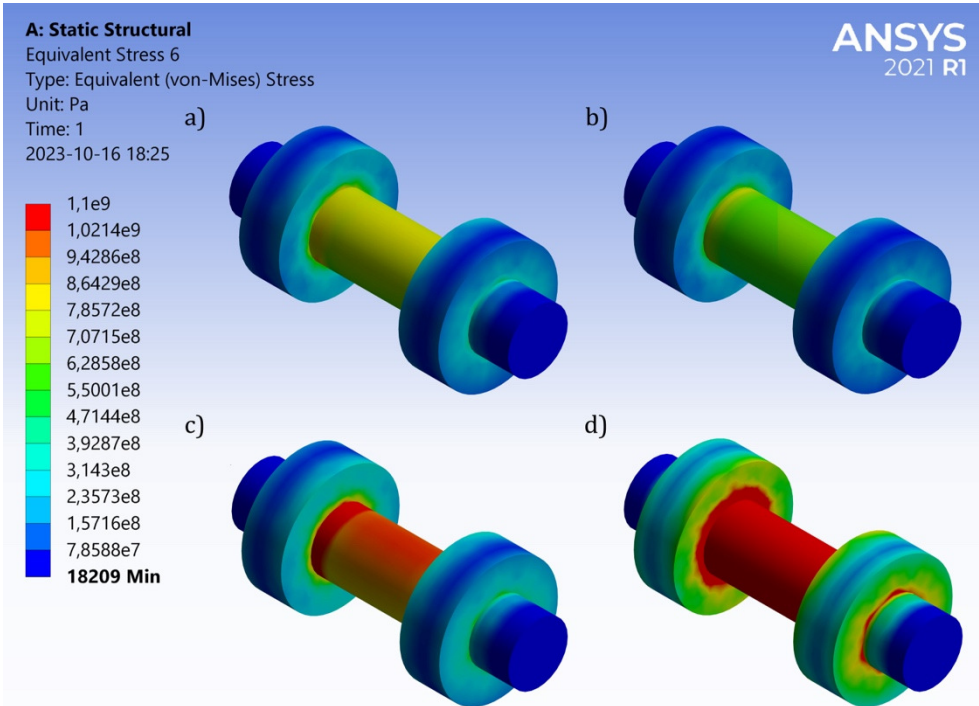 A: Static Structural
Equivalent Stress 6
Type: Equivalent (von-Mises) Stress
Unit: Pa
Time: 1
2023-10-16 18:25
ANSYS
2021 R1
a)
b)
1,1e9
1,0214e9
9,4286e8
8,6429e8
7,8572e8
7,0715e8
6,2858e8
5,5001e8
4,7144e8
3,9287e8
3,143e8
2,3573e8
1,5716e8
7,8588e7
18209 Min
c)
d)